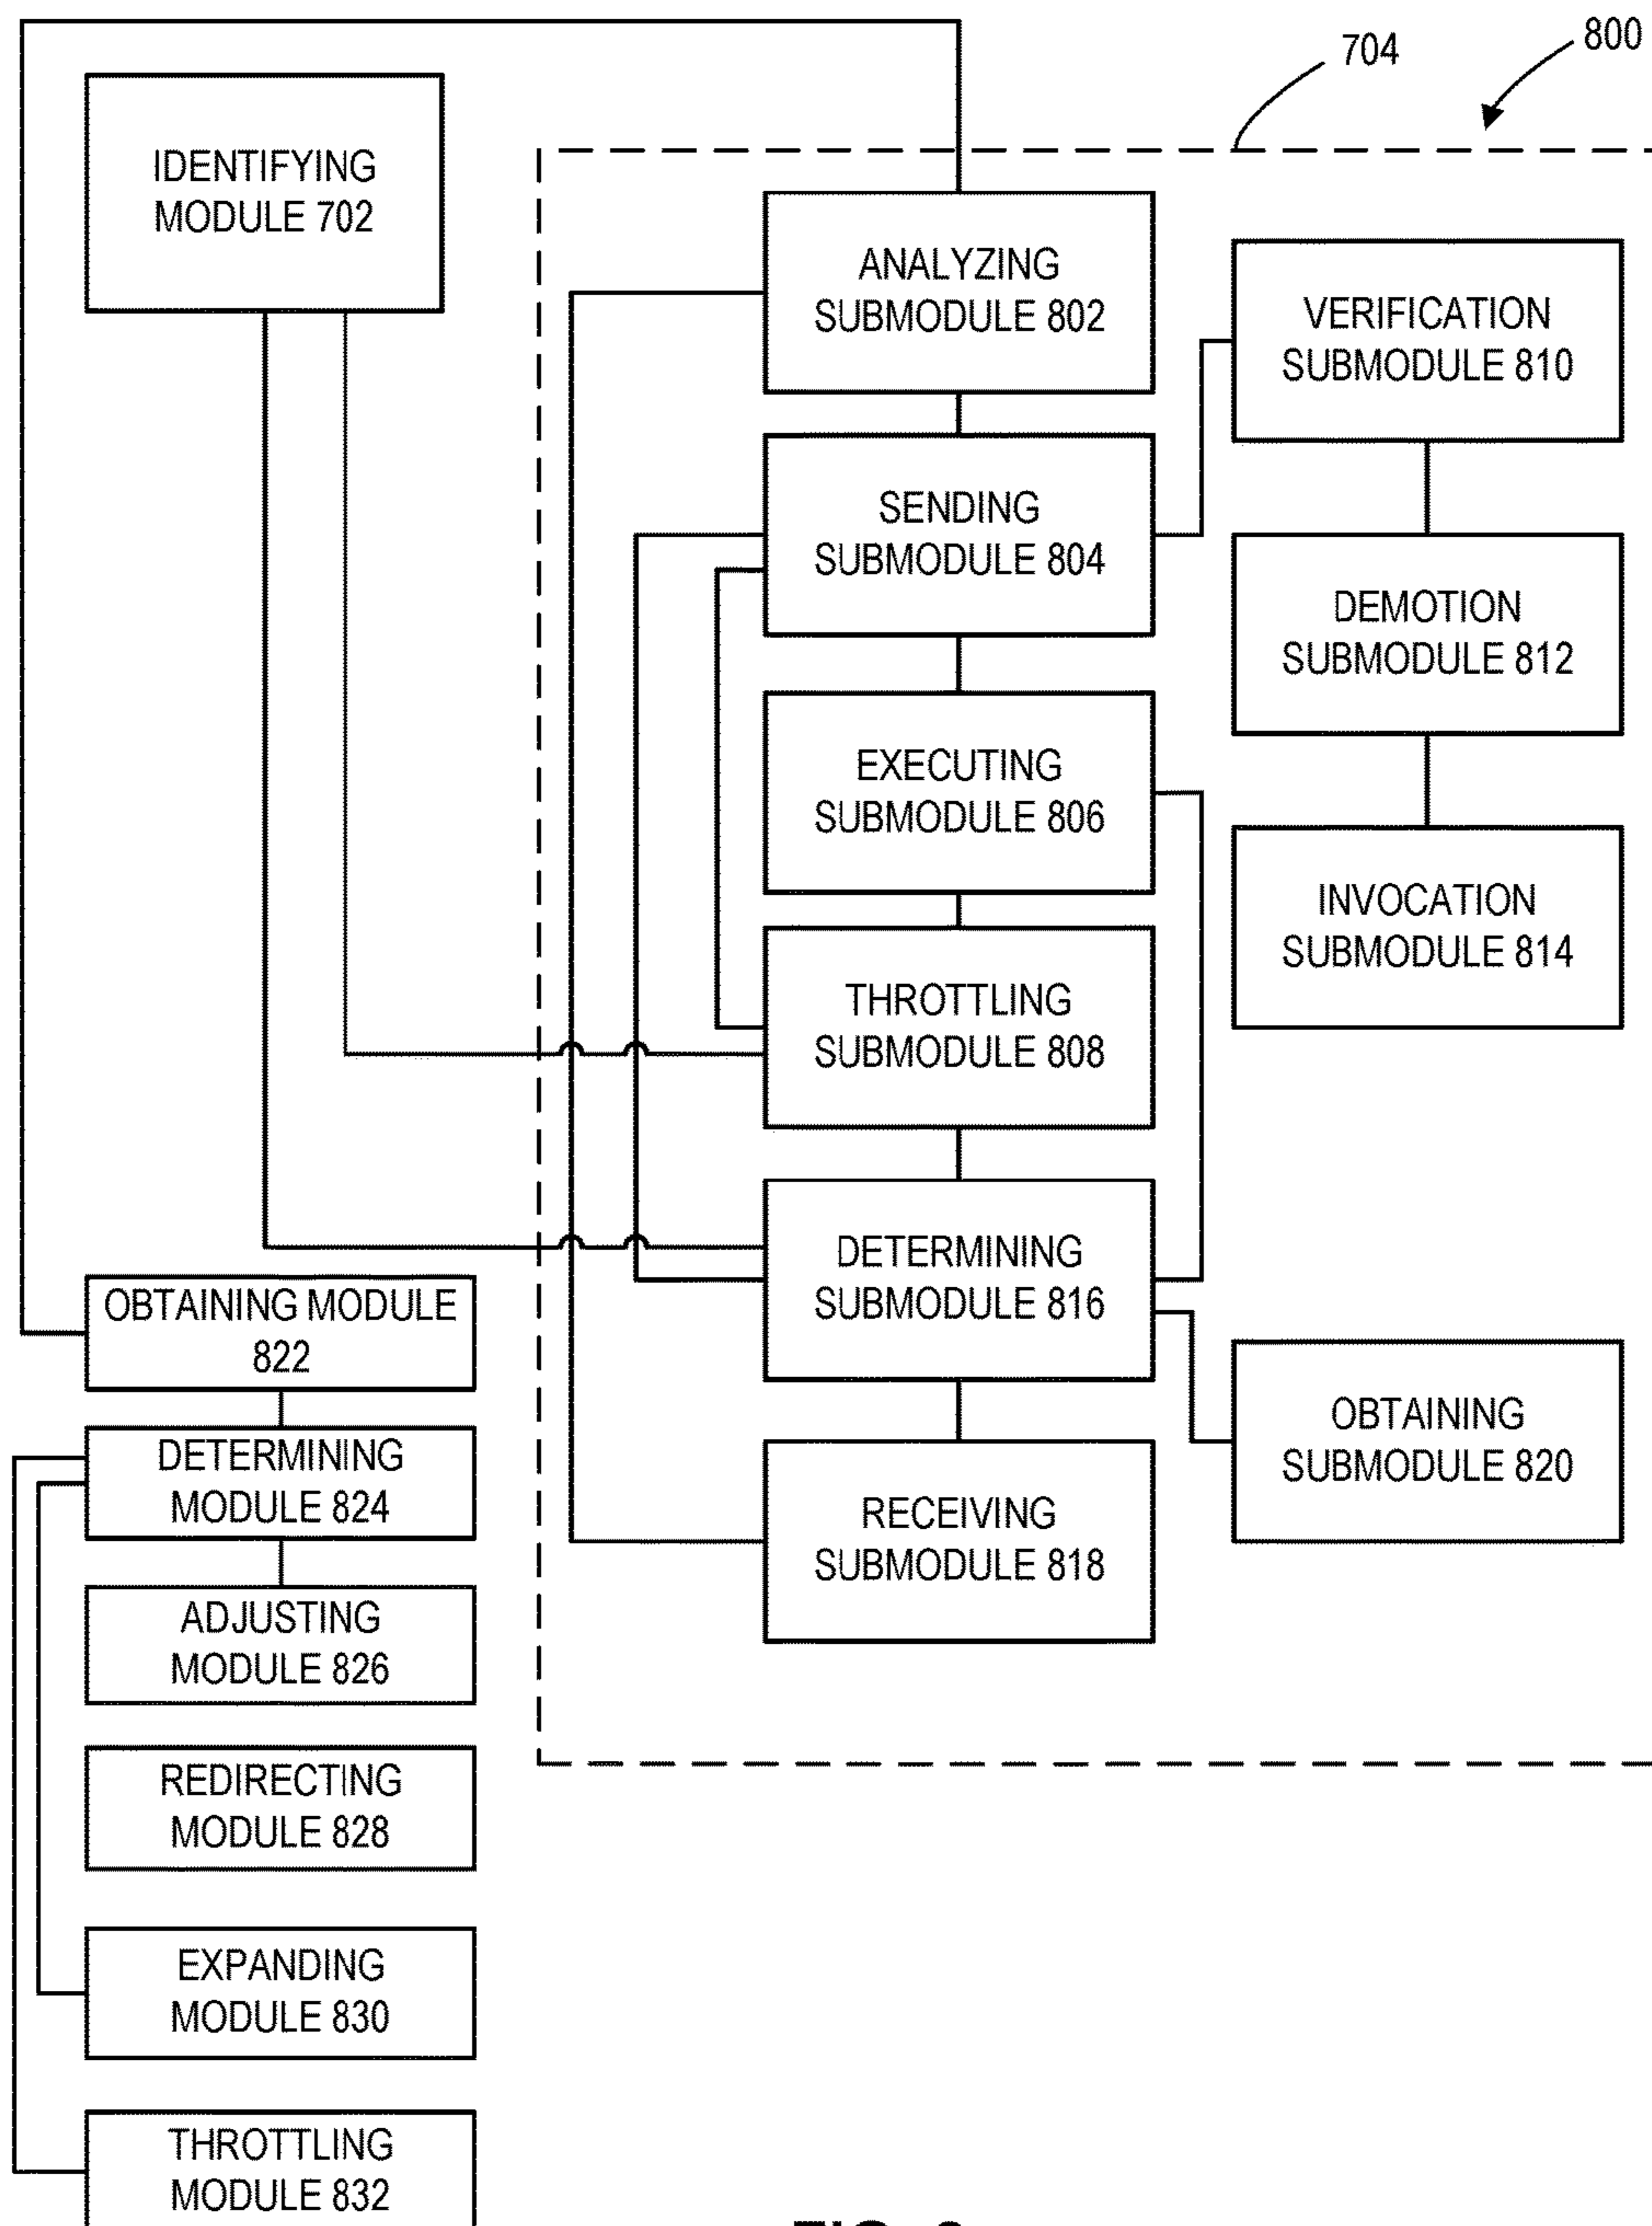 704
800
IDENTIFYING
MODULE 702
ANALYZING
SUBMODULE 802
VERIFICATION
SUBMODULE 810
SENDING
SUBMODULE 804
DEMOTION
SUBMODULE 812
EXECUTING
SUBMODULE 806
INVOCATION
SUBMODULE 814
THROTTLING
SUBMODULE 808
DETERMINING
SUBMODULE 816
OBTAINING MODULE
822
OBTAINING
SUBMODULE 820
DETERMINING
MODULE 824
RECEIVING
SUBMODULE 818
ADJUSTING
MODULE 826
REDIRECTING
MODULE 828
EXPANDING
MODULE 830
THROTTLING
MODULE 832